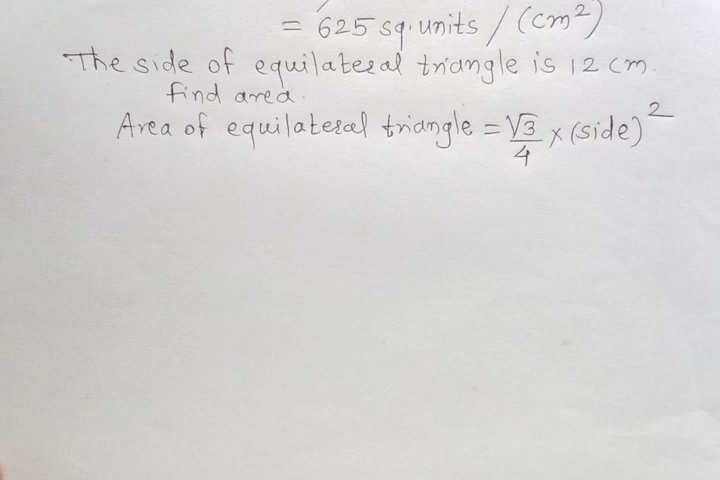 = 625 sq. units / (cm²)
The side of equilateral triangle is 12 cm.
find area.
Area of equilateral triangle = √3/4 × (side)²